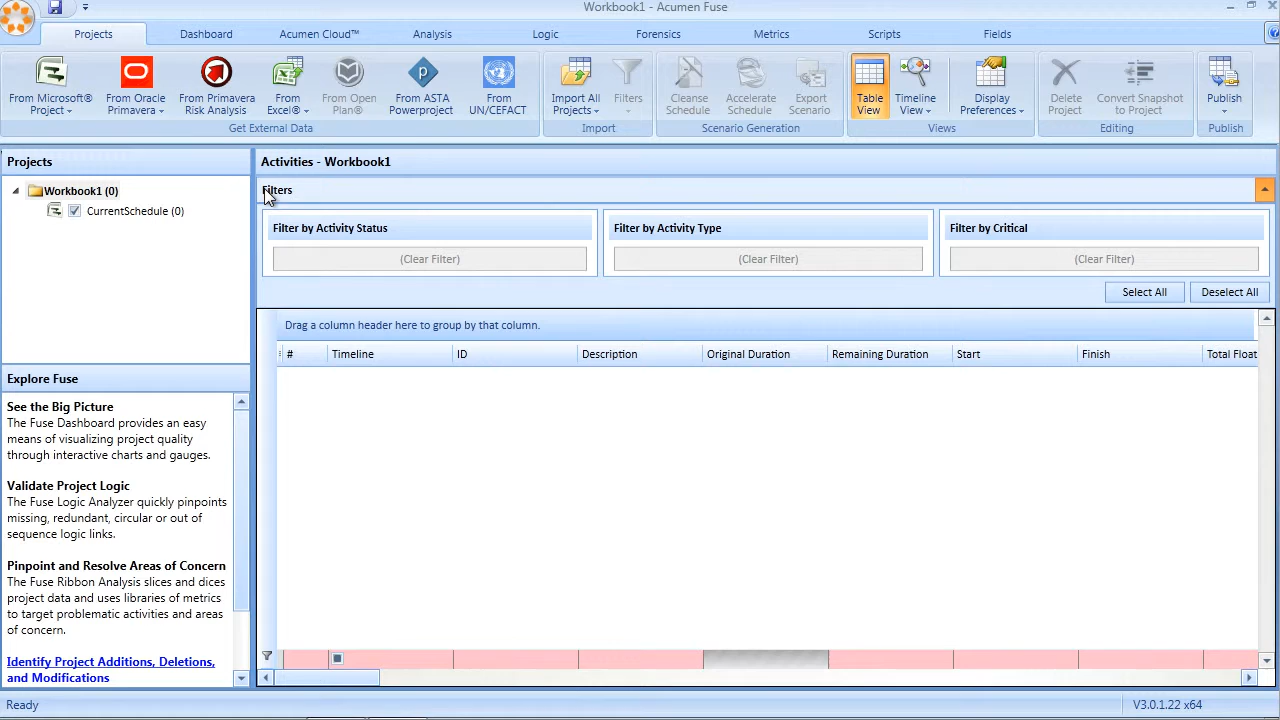 Workbook1 - Acumen Fuse
Projects
Dashboard
Acumen Cloud™
Analysis
Logic
Forensics
Metrics
Scripts
Fields
From Microsoft® Project
From Oracle Primavera
From Primavera Risk Analysis
From Excel®
From Open Plan®
From ASTA Powerproject
From UN/CEFACT
Import All Projects
Filters
Cleanse Schedule
Accelerate Schedule
Export Scenario
Table View
Timeline View
Display Preferences
Delete Project
Convert Snapshot to Project
Publish
Get External Data
Import
Scenario Generation
Views
Editing
Publish
Projects
Workbook1 (0)
CurrentSchedule (0)
Explore Fuse
See the Big Picture
The Fuse Dashboard provides an easy
means of visualizing project quality
through interactive charts and gauges.
Validate Project Logic
The Fuse Logic Analyzer quickly pinpoints
missing, redundant, circular or out of
sequence logic links.
Pinpoint and Resolve Areas of Concern
The Fuse Ribbon Analysis slices and dices
project data and uses libraries of metrics
to target problematic activities and areas
of concern.
Identify Project Additions, Deletions,
and Modifications
Activities - Workbook1
Filters
Filter by Activity Status
Filter by Activity Type
Filter by Critical
(Clear Filter)
(Clear Filter)
(Clear Filter)
Select All
Deselect All
Drag a column header here to group by that column.
#
Timeline
ID
Description
Original Duration
Remaining Duration
Start
Finish
Total Float
Ready
V3.0.1.22 x64